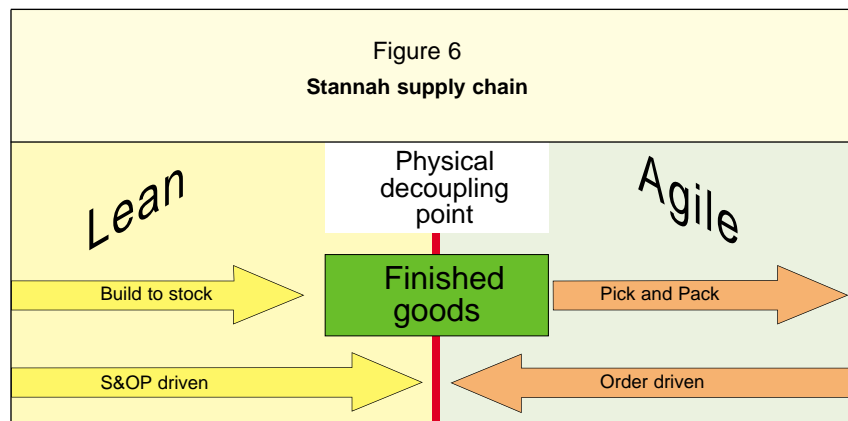 Figure 6
Stannah supply chain
Lean
Physical
decoupling
point
Agile
Build to stock
Finished
goods
Pick and Pack
S&OP driven
Order driven